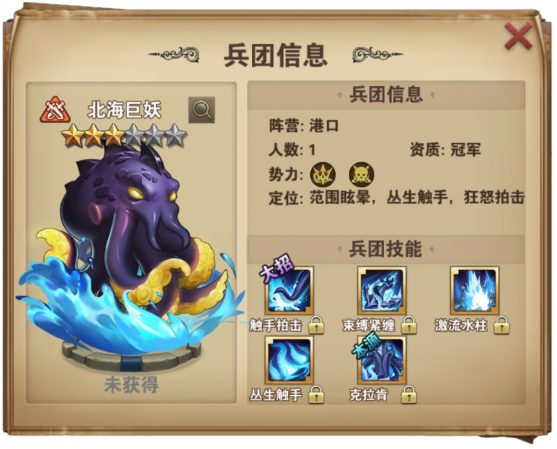 兵团信息
北海巨妖
未获得
兵团信息
阵营: 港口
人数: 1 资质: 冠军
势力:
定位: 范围眩晕，丛生触手，狂怒拍击
兵团技能
大招
触手拍击 束缚紧缠 激流水柱
本源
丛生触手 克拉肯